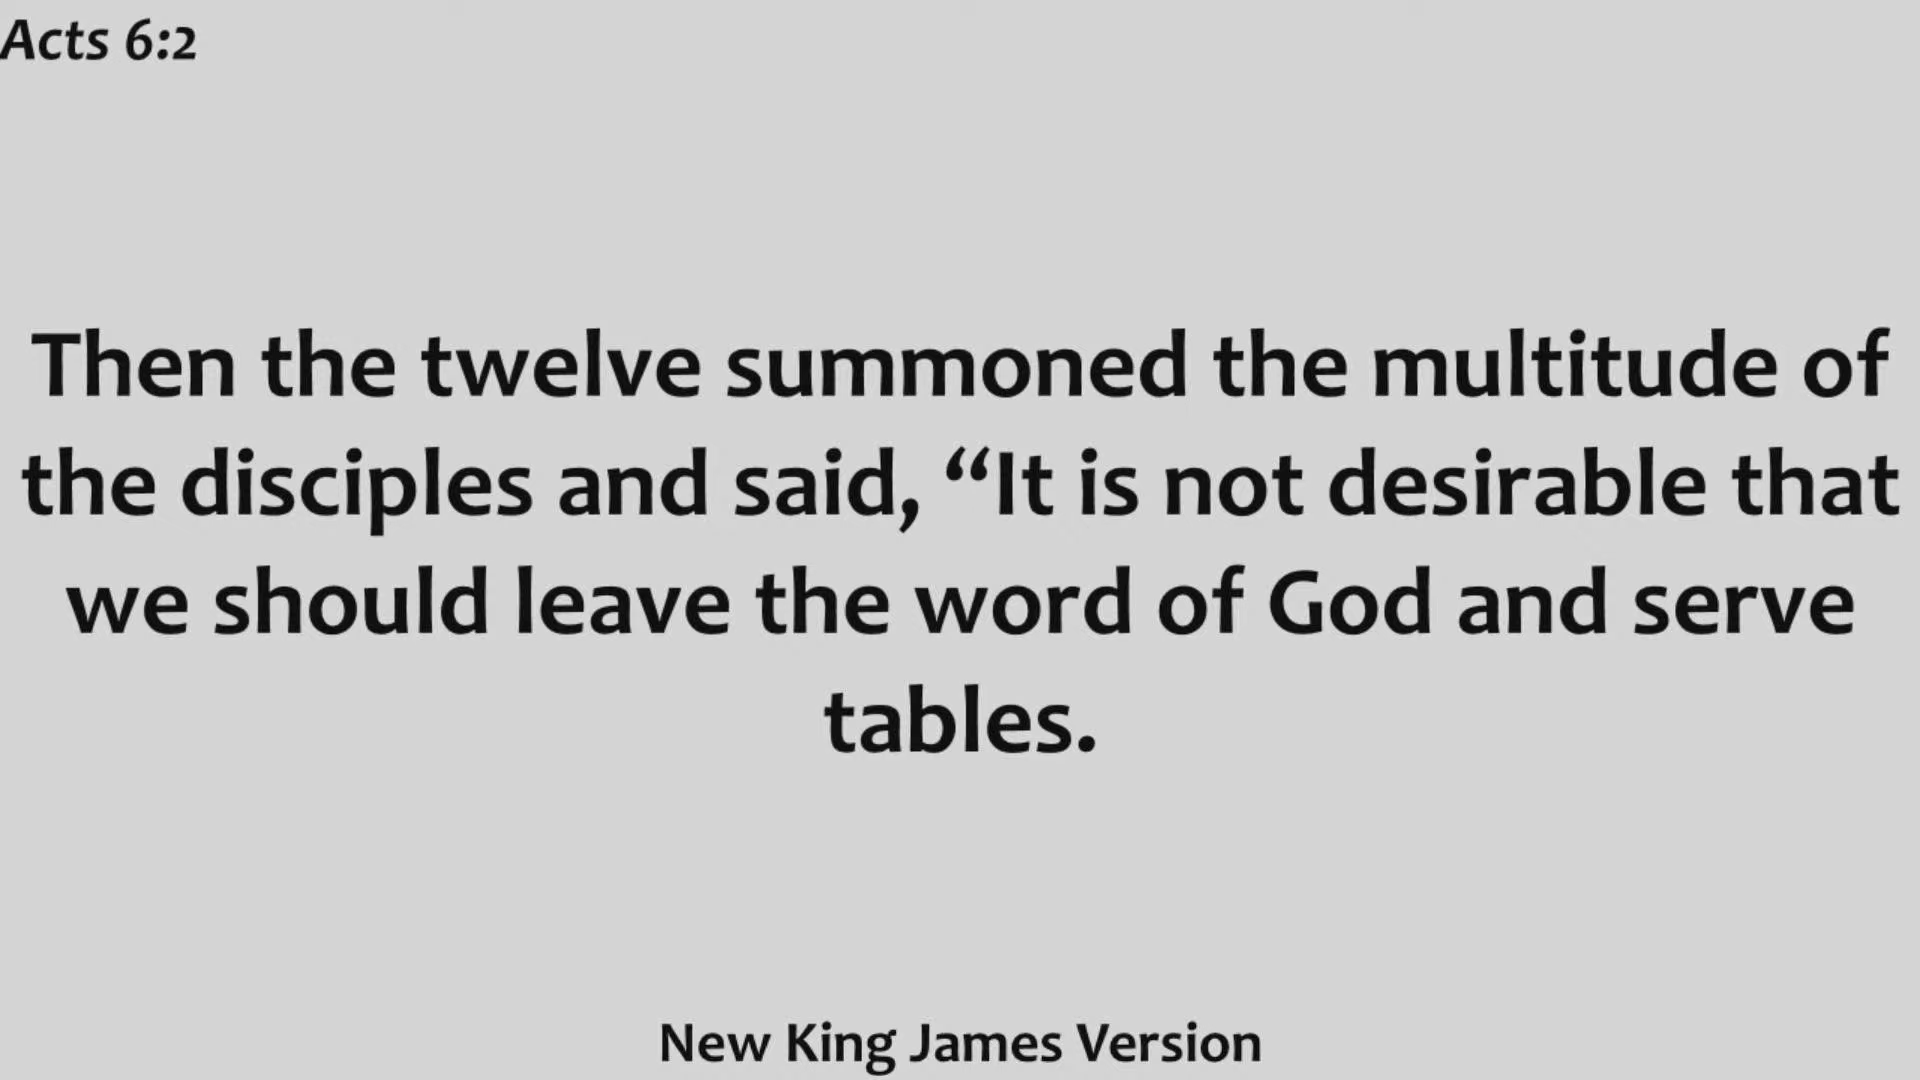 Acts 6:2
Then the twelve summoned the multitude of
the disciples and said, “It is not desirable that
we should leave the word of God and serve
tables.
New King James Version